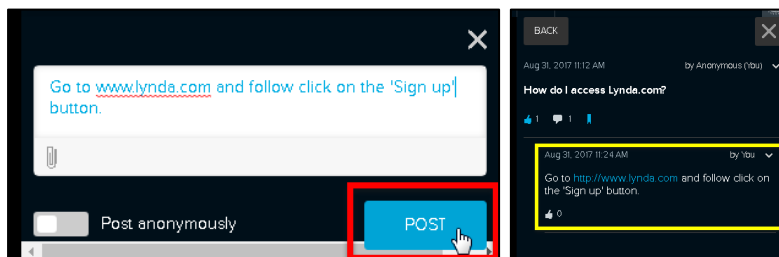 Go to www.lynda.com and follow click on the 'Sign up'
button.
Post anonymously
POST
BACK
Aug 31, 2017 11:12 AM by Anonymous (You)
How do I access Lynda.com?
1 1
Aug 31, 2017 11:24 AM by You
Go to http://www.lynda.com and follow click on
the 'Sign up' button.
0